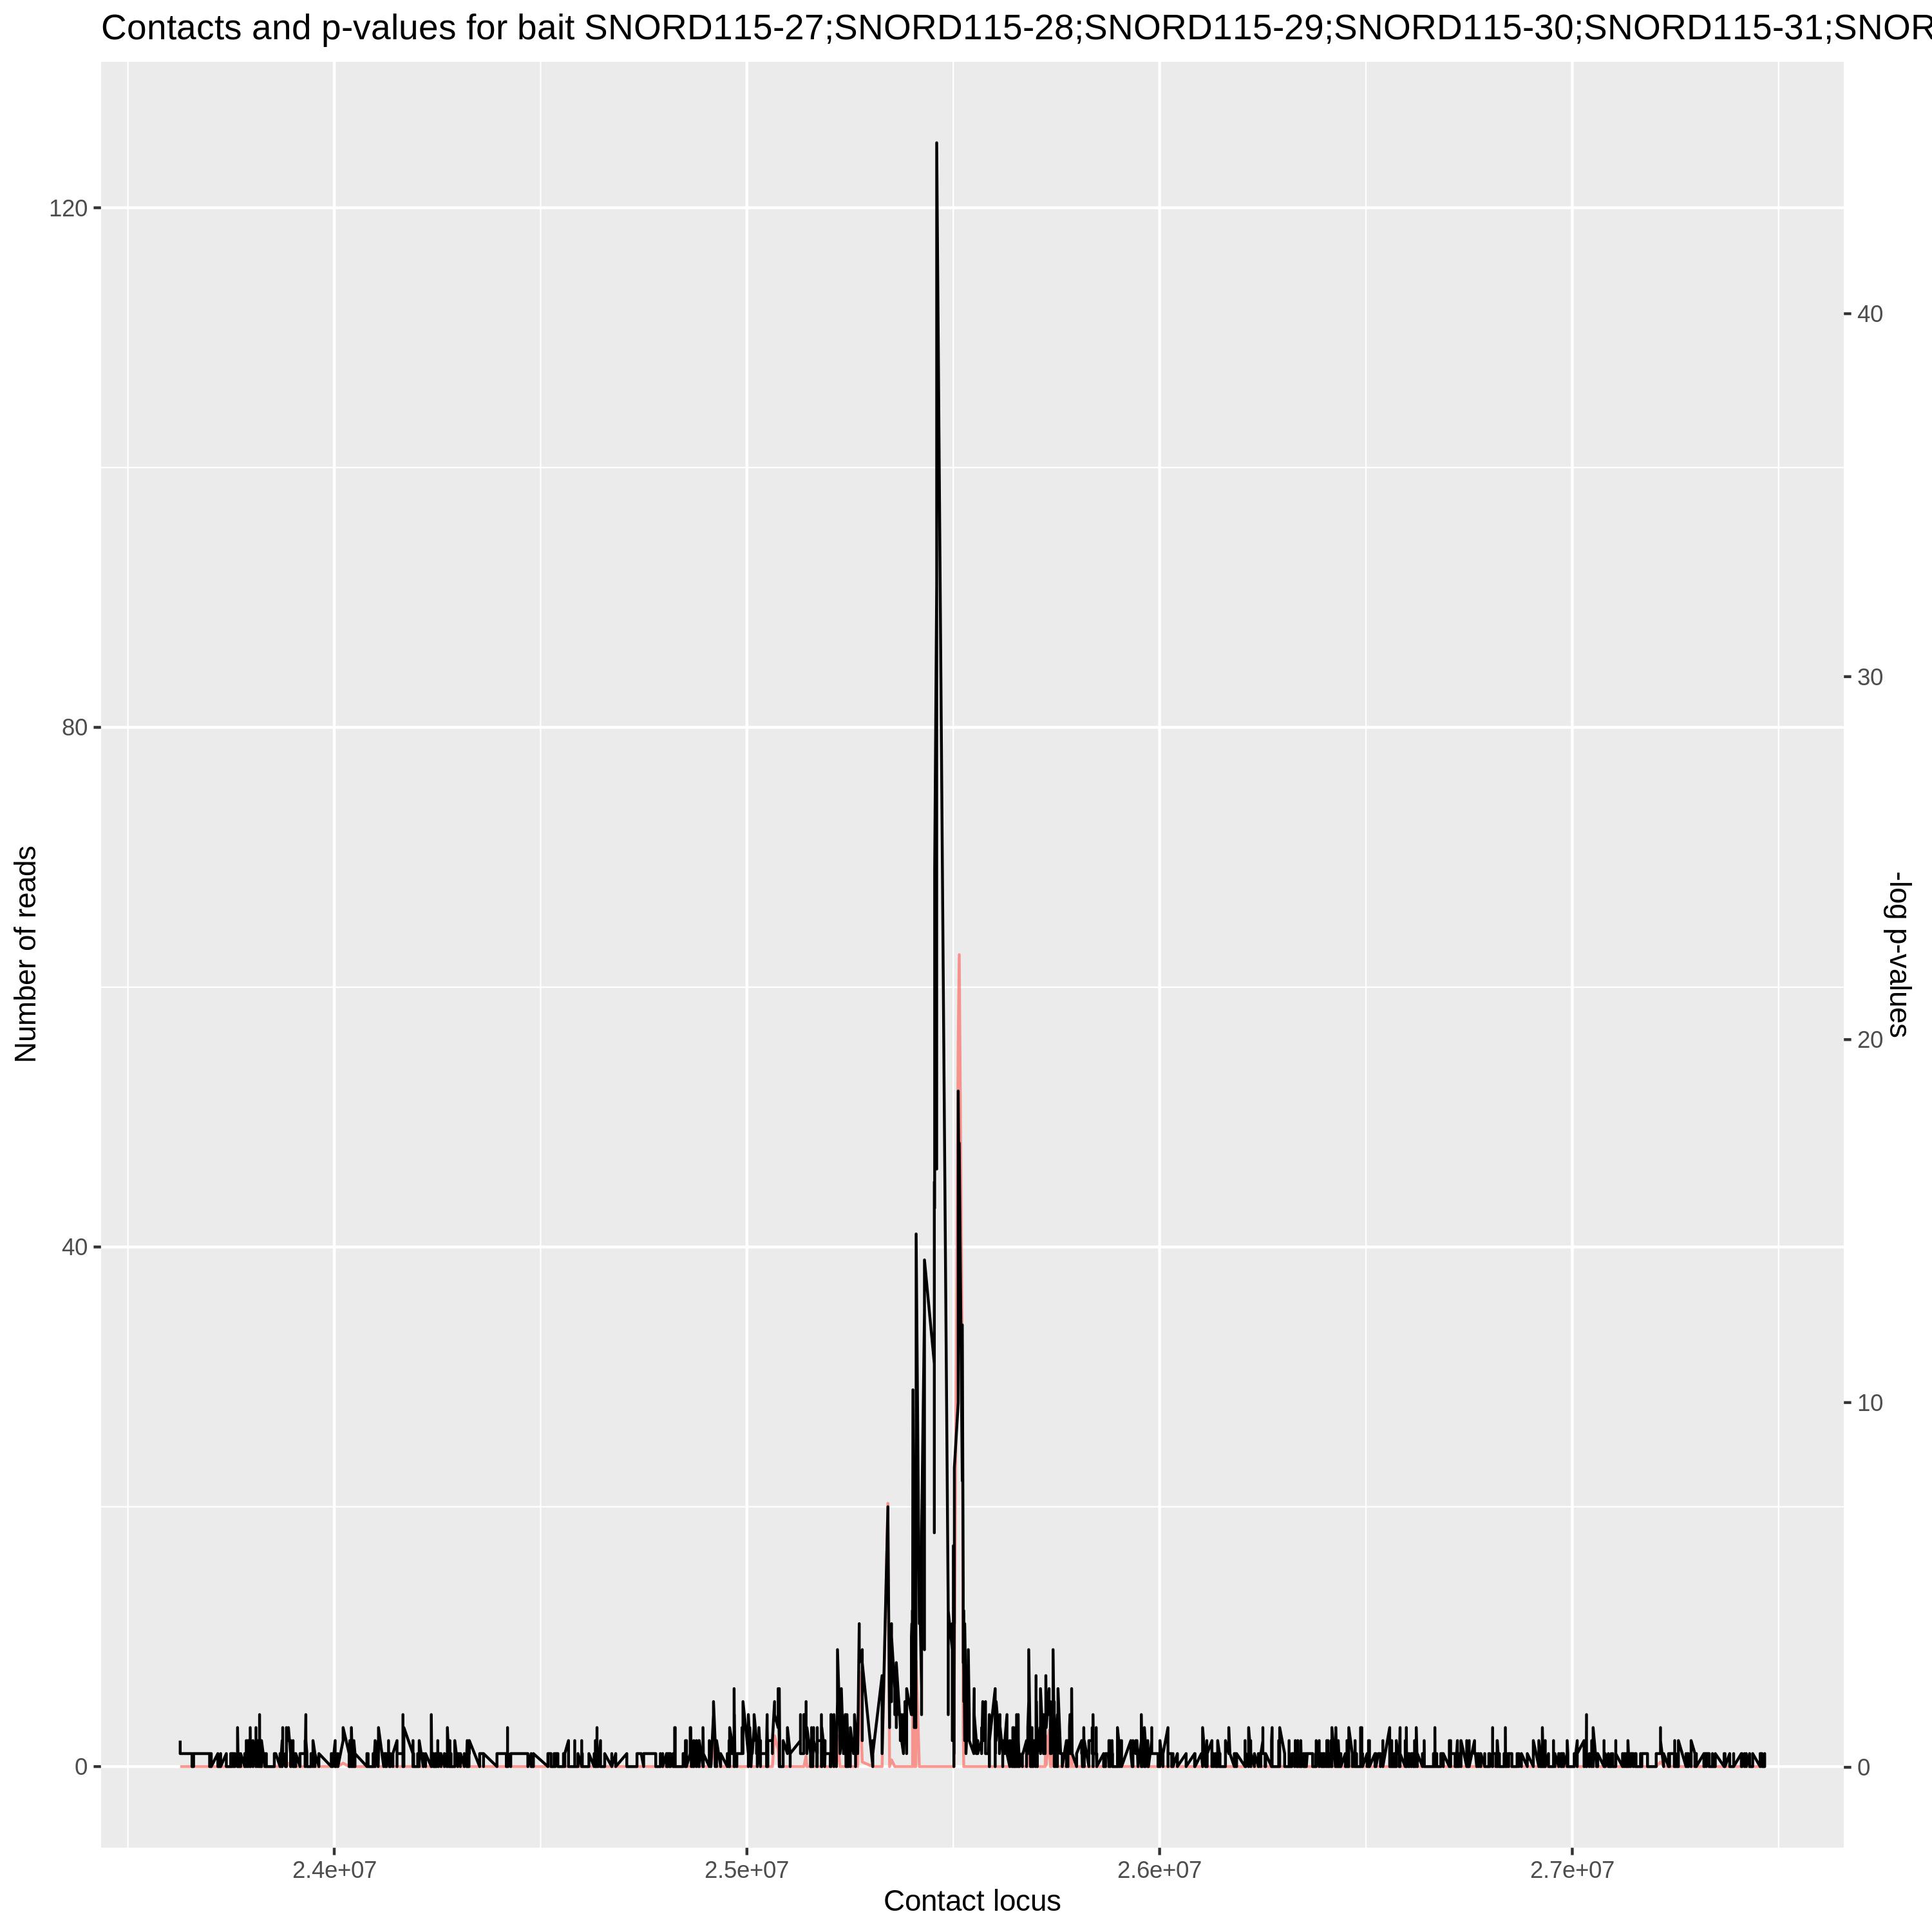 Contacts and p-values for bait SNORD115-27;SNORD115-28;SNORD115-29;SNORD115-30;SNORD115-31;SNOR
120
80
40
0
Number of reads
40
30
20
10
0
-log p-values
2.4e+07 2.5e+07 2.6e+07 2.7e+07
Contact locus